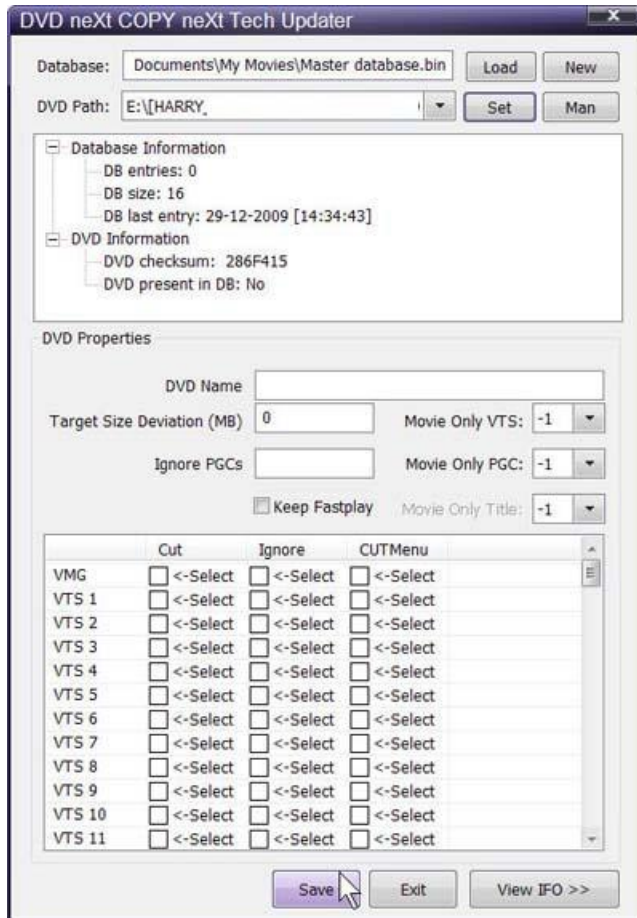 DVD neXt COPY neXt Tech Updater
Database: Documents\My Movies\Master database.bin Load New
DVD Path: E:\[HARRY_ Set Man
Database Information
DB entries: 0
DB size: 16
DB last entry: 29-12-2009 [14:34:43]
DVD Information
DVD checksum: 286F415
DVD present in DB: No
DVD Properties
DVD Name
Target Size Deviation (MB) 0 Movie Only VTS: -1
Ignore PGCs Movie Only PGC: -1
Keep Fastplay Movie Only Title: -1
Cut Ignore CUTMenu
VMG <-Select <-Select <-Select
VTS 1 <-Select <-Select <-Select
VTS 2 <-Select <-Select <-Select
VTS 3 <-Select <-Select <-Select
VTS 4 <-Select <-Select <-Select
VTS 5 <-Select <-Select <-Select
VTS 6 <-Select <-Select <-Select
VTS 7 <-Select <-Select <-Select
VTS 8 <-Select <-Select <-Select
VTS 9 <-Select <-Select <-Select
VTS 10 <-Select <-Select <-Select
VTS 11 <-Select <-Select <-Select
Save Exit View IFO >>